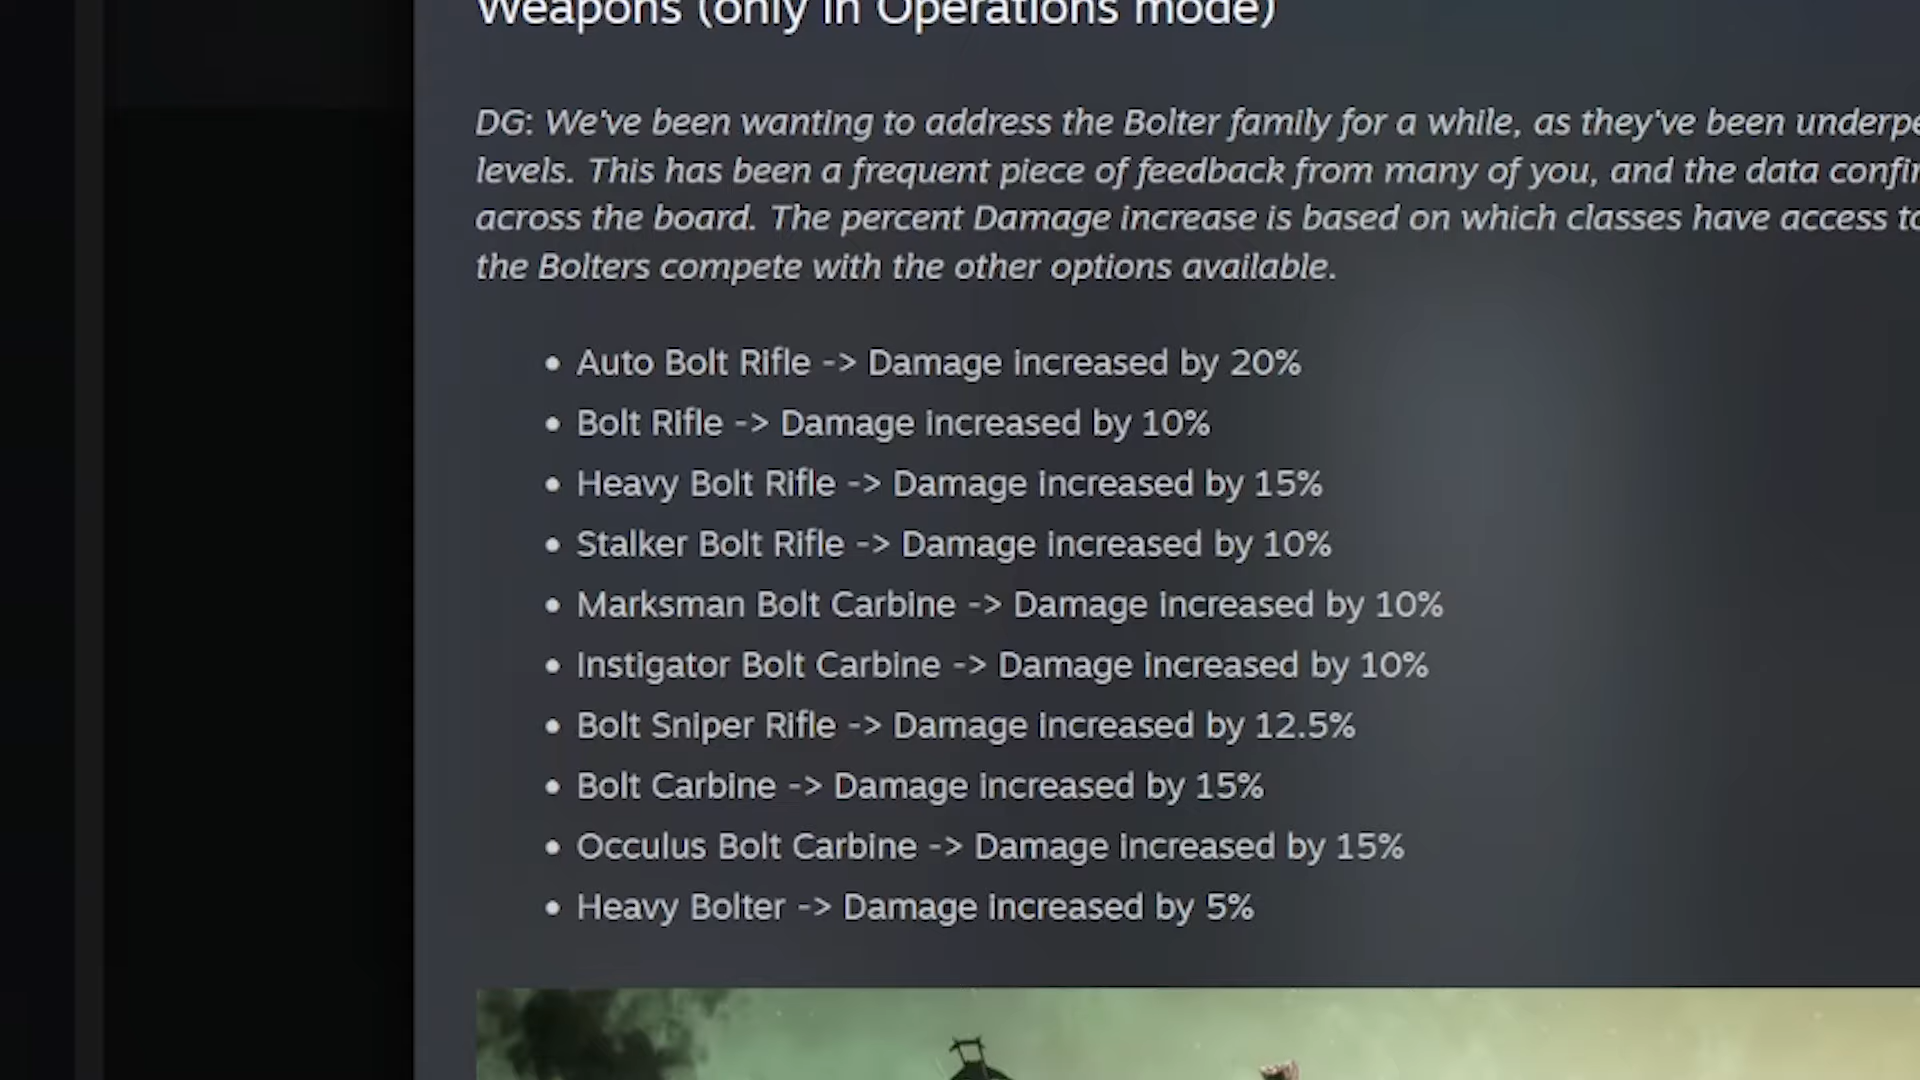 Weapons (only in Operations mode)
DG: We've been wanting to address the Bolter family for a while, as they've been
levels. This has been a frequent piece of feedback from many of you, and the data
across the board. The percent Damage increase is based on which classes have access
the Bolters compete with the other options available.
• Auto Bolt Rifle -> Damage increased by 20%
• Bolt Rifle -> Damage increased by 10%
• Heavy Bolt Rifle -> Damage increased by 15%
• Stalker Bolt Rifle -> Damage increased by 10%
• Marksman Bolt Carbine -> Damage increased by 10%
• Instigator Bolt Carbine -> Damage increased by 10%
• Bolt Sniper Rifle -> Damage increased by 12.5%
• Bolt Carbine -> Damage increased by 15%
• Occulus Bolt Carbine -> Damage increased by 15%
• Heavy Bolter -> Damage increased by 5%